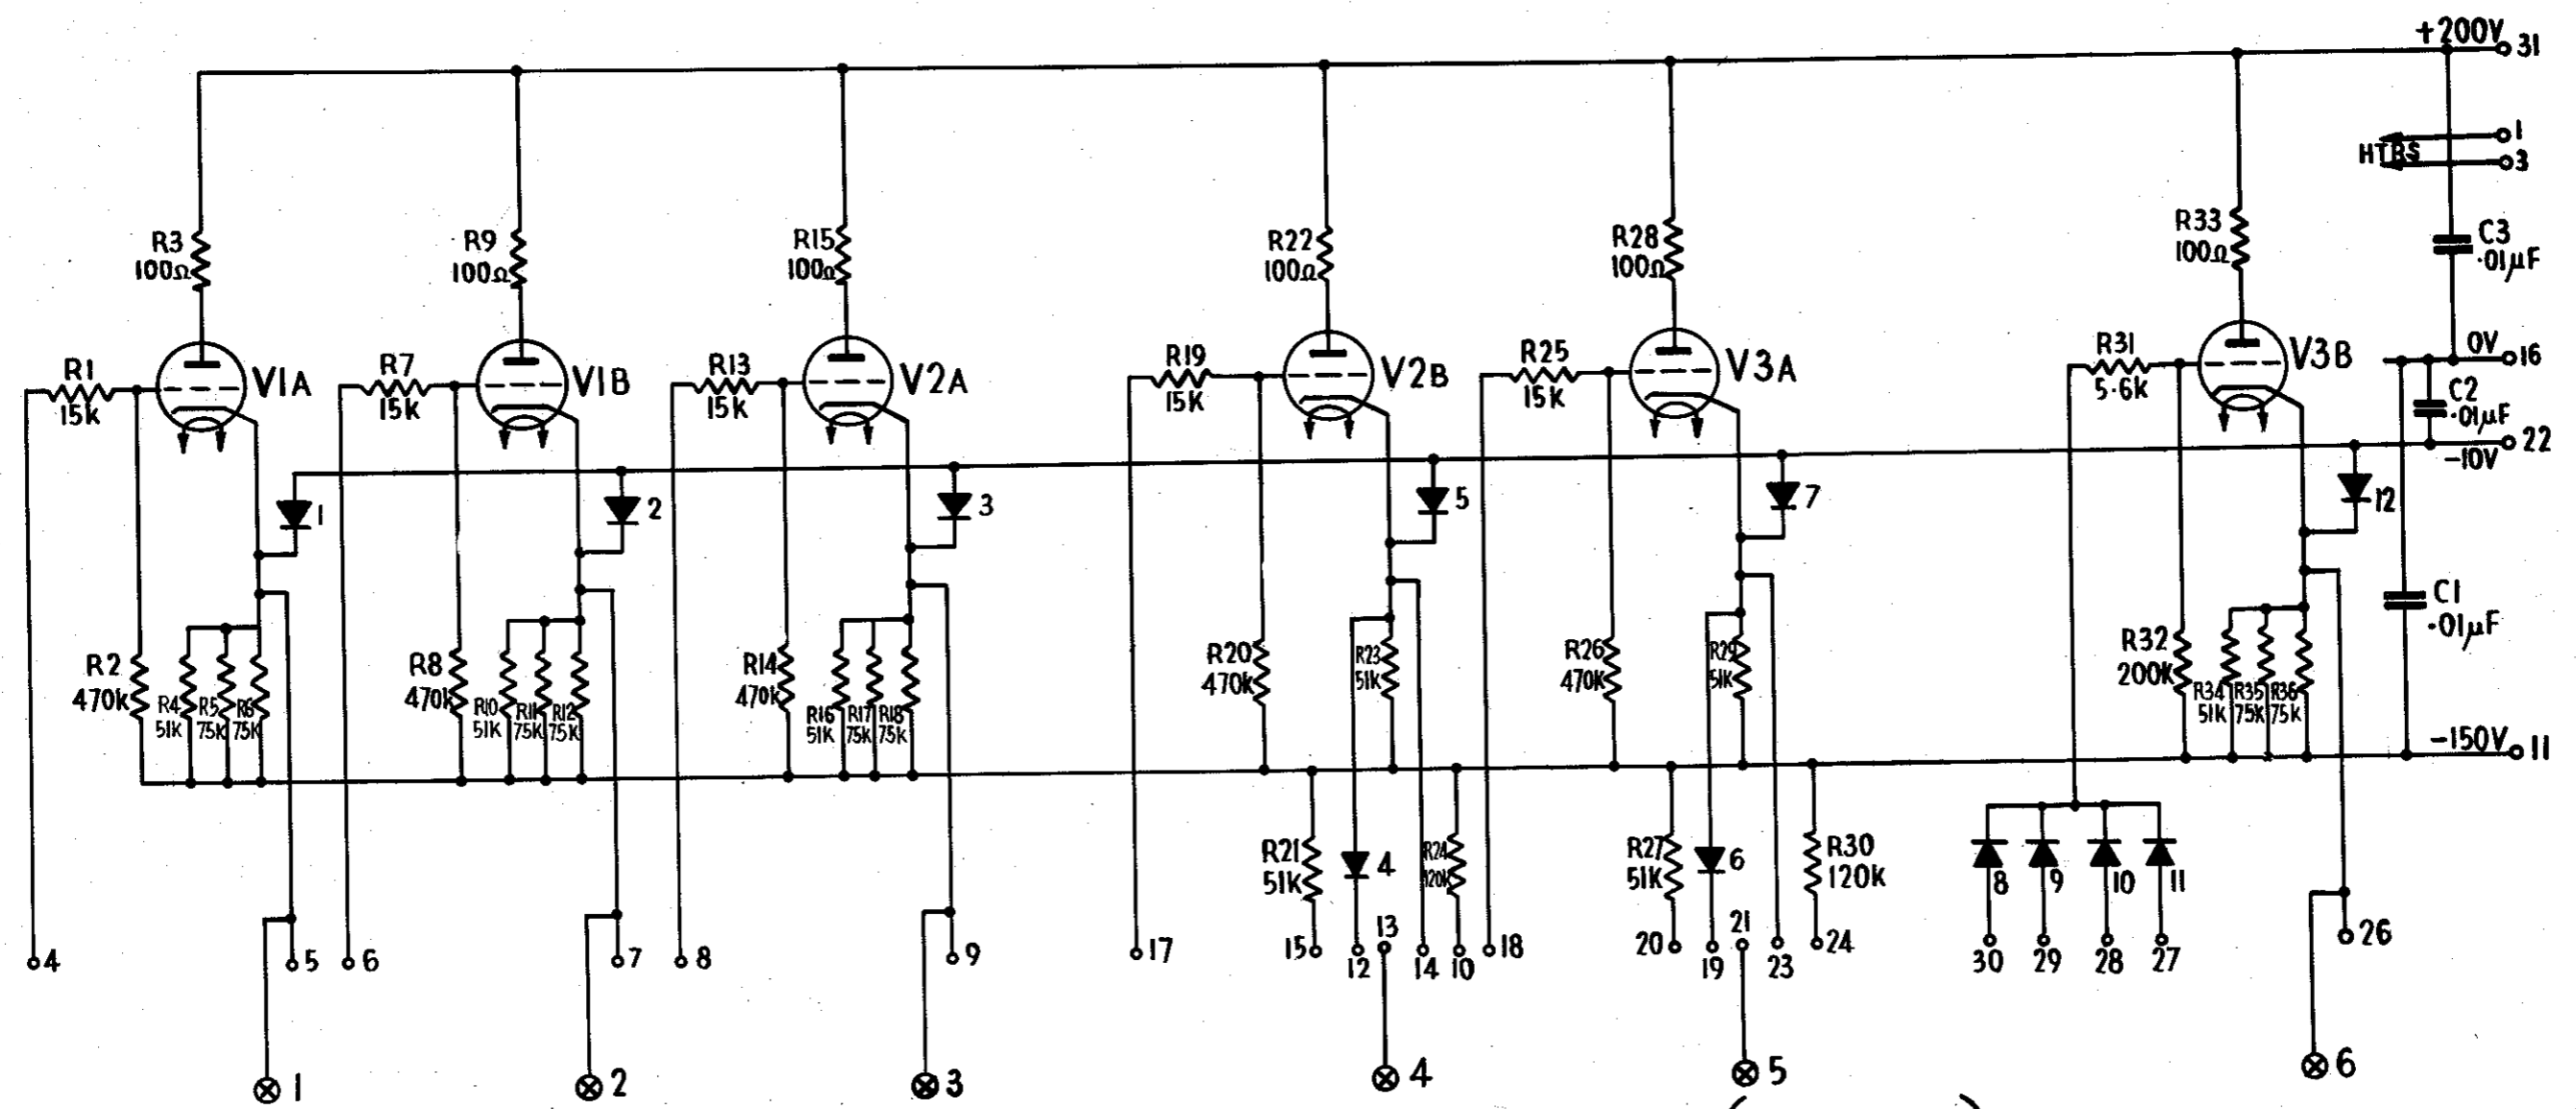 +200V 31
1
HTRS 3
R3 100Ω
R9 100Ω
R15 100Ω
R22 100Ω
R28 100Ω
R33 100Ω
C3 ·01μF
R1 15k
V1A
R7 15k
V1B
R13 15k
V2A
R19 15K
V2B
R25 15k
V3A
R31 5·6k
V3B
0V 16
C2 ·01μF
-10V 22
1
2
3
5
7
12
C1 ·01μF
R2 470k
R4 51K
R5 75K
R6 75K
R8 470k
R10 51K
R11 75K
R12 75K
R14 470k
R16 51K
R17 75K
R18 75K
R20 470k
R23 51K
R26 470k
R29 51K
R32 200K
R34 51K
R35 75K
R36 75K
-150V 11
R21 51K
4
R24 120k
R27 51K
6
R30 120k
8
9
10
11
4
5
6
7
8
9
17
15
12
13
14
10
18
20
19
21
23
24
30
29
28
27
26
1
2
3
4
5
6